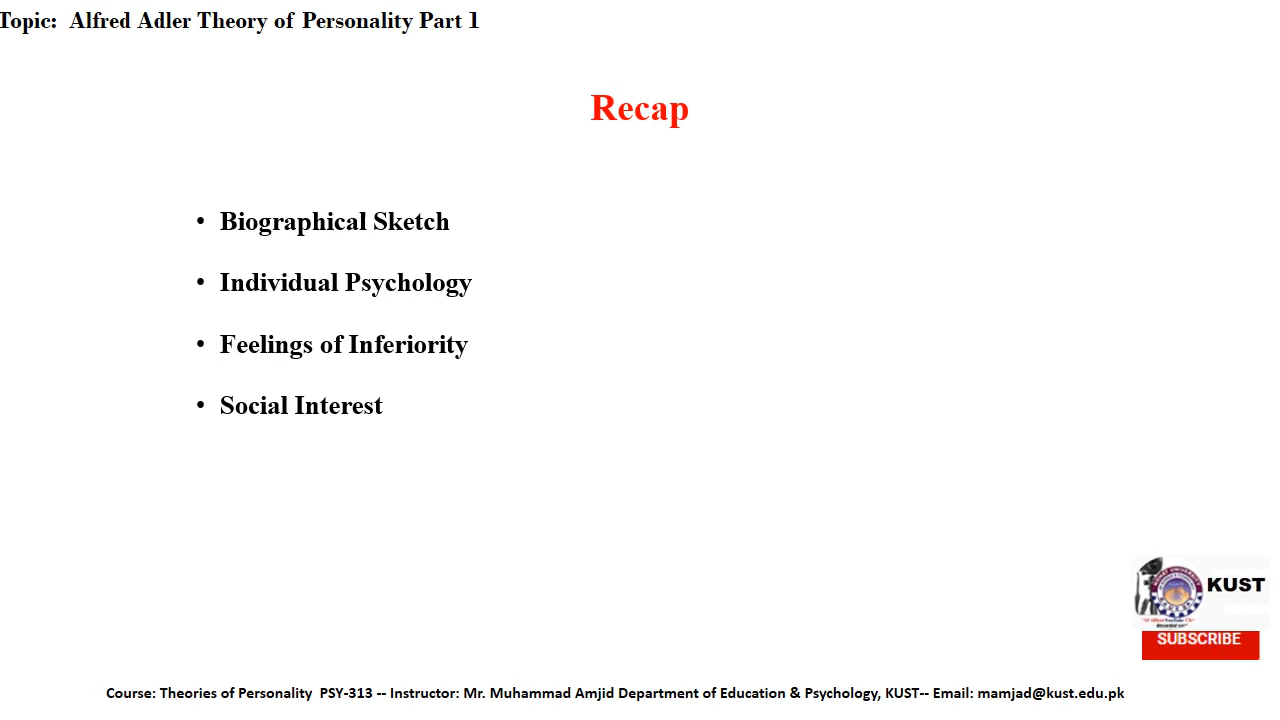 Topic: Alfred Adler Theory of Personality Part 1
Recap
• Biographical Sketch
• Individual Psychology
• Feelings of Inferiority
• Social Interest
KUST
SUBSCRIBE
Course: Theories of Personality PSY-313 -- Instructor: Mr. Muhammad Amjid Department of Education & Psychology, KUST-- Email: mamjad@kust.edu.pk